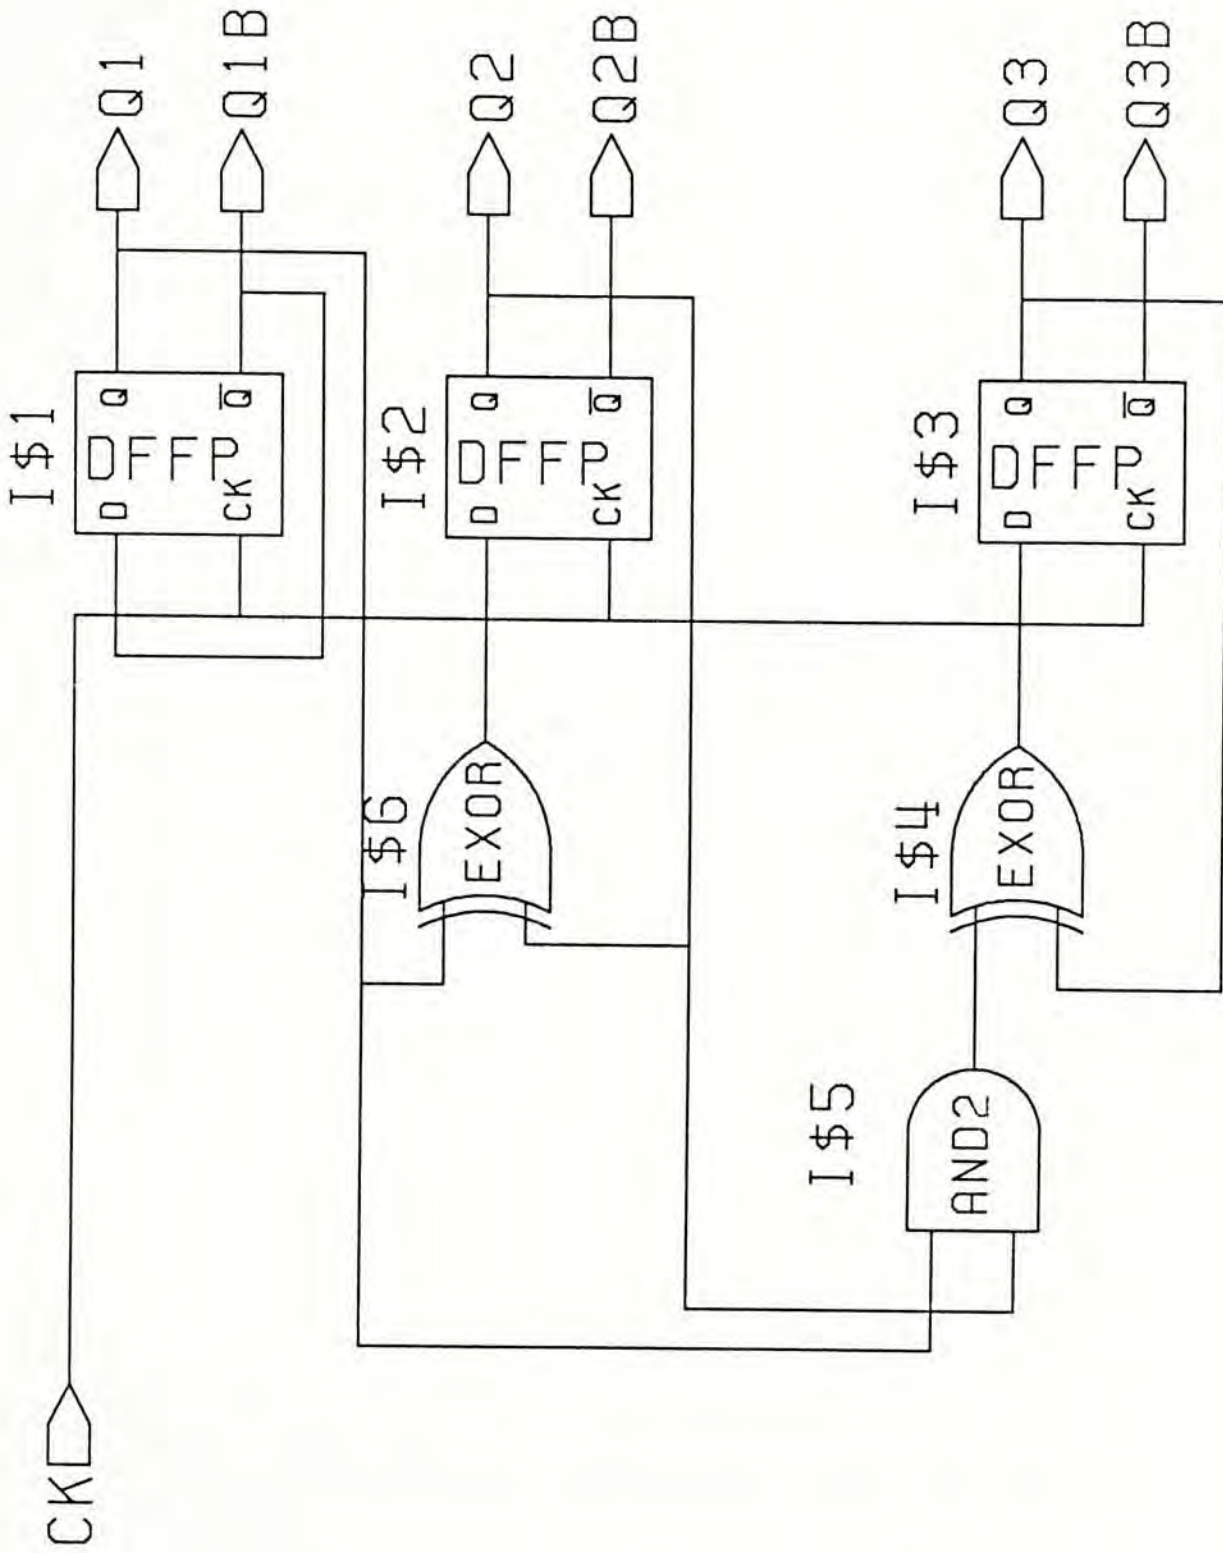 I$1
D
Q
DFFP
CK
Q̅
Q1
Q1B
I$6
EXOR
I$2
D
Q
DFFP
CK
Q̅
Q2
Q2B
I$5
AND2
I$4
EXOR
I$3
D
Q
DFFP
CK
Q̅
Q3
Q3B
CK